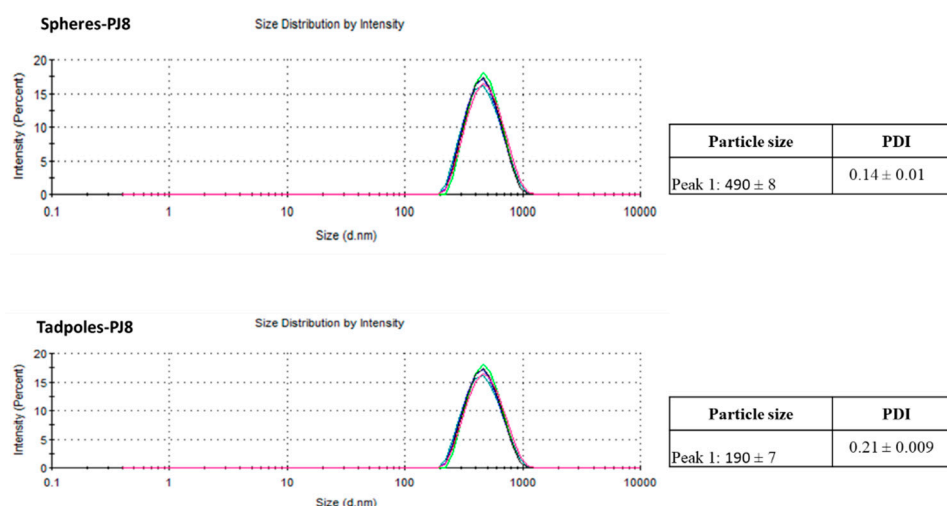 Spheres-PJ8
Size Distribution by Intensity
20
15
10
5
0
Intensity (Percent)
0.1 1 10 100 1000 10000
Size (d.nm)
Particle size PDI
Peak 1: 490 ± 8 0.14 ± 0.01
Tadpoles-PJ8
Size Distribution by Intensity
20
15
10
5
0
Intensity (Percent)
0.1 1 10 100 1000 10000
Size (d.nm)
Particle size PDI
Peak 1: 190 ± 7 0.21 ± 0.009